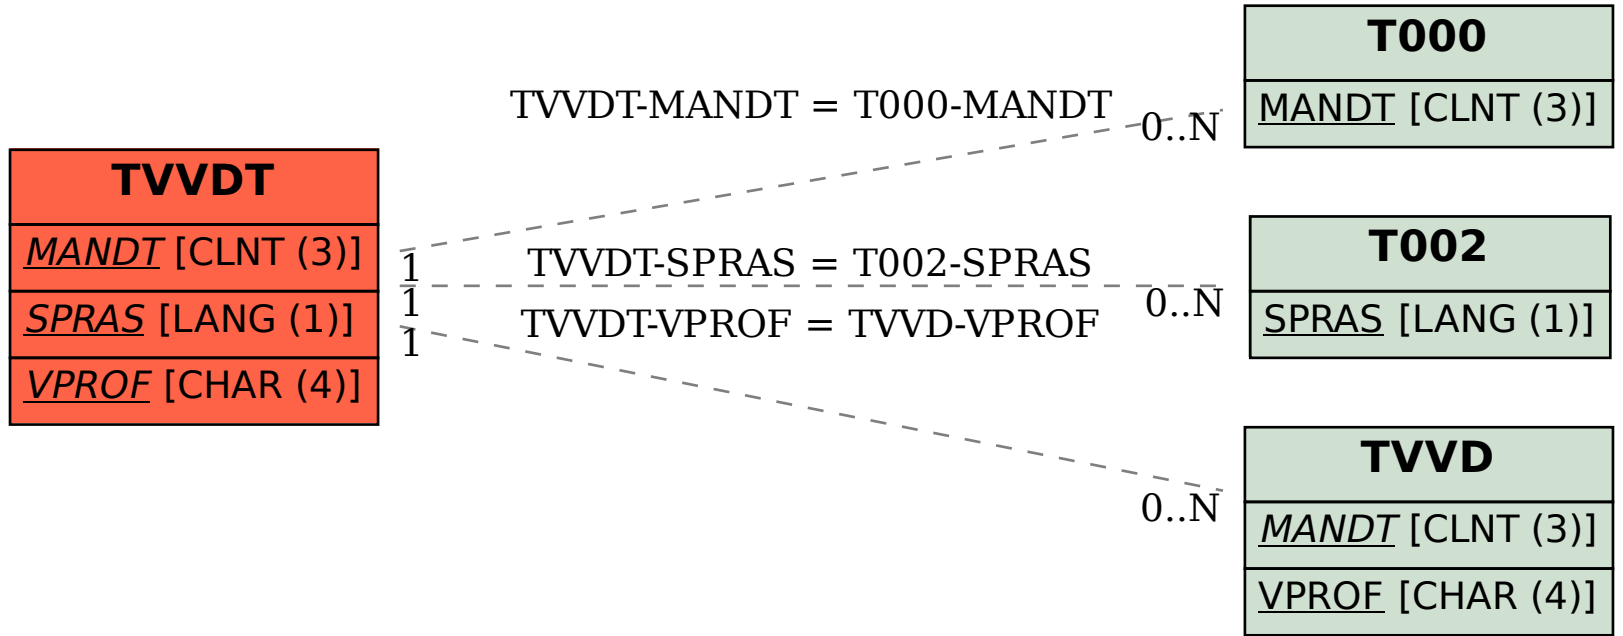 TVVDT
MANDT [CLNT (3)]
SPRAS [LANG (1)]
VPROF [CHAR (4)]
TVVDT-MANDT = T000-MANDT
1
0..N
TVVDT-SPRAS = T002-SPRAS
1
0..N
TVVDT-VPROF = TVVD-VPROF
1
0..N
T000
MANDT [CLNT (3)]
T002
SPRAS [LANG (1)]
TVVD
MANDT [CLNT (3)]
VPROF [CHAR (4)]